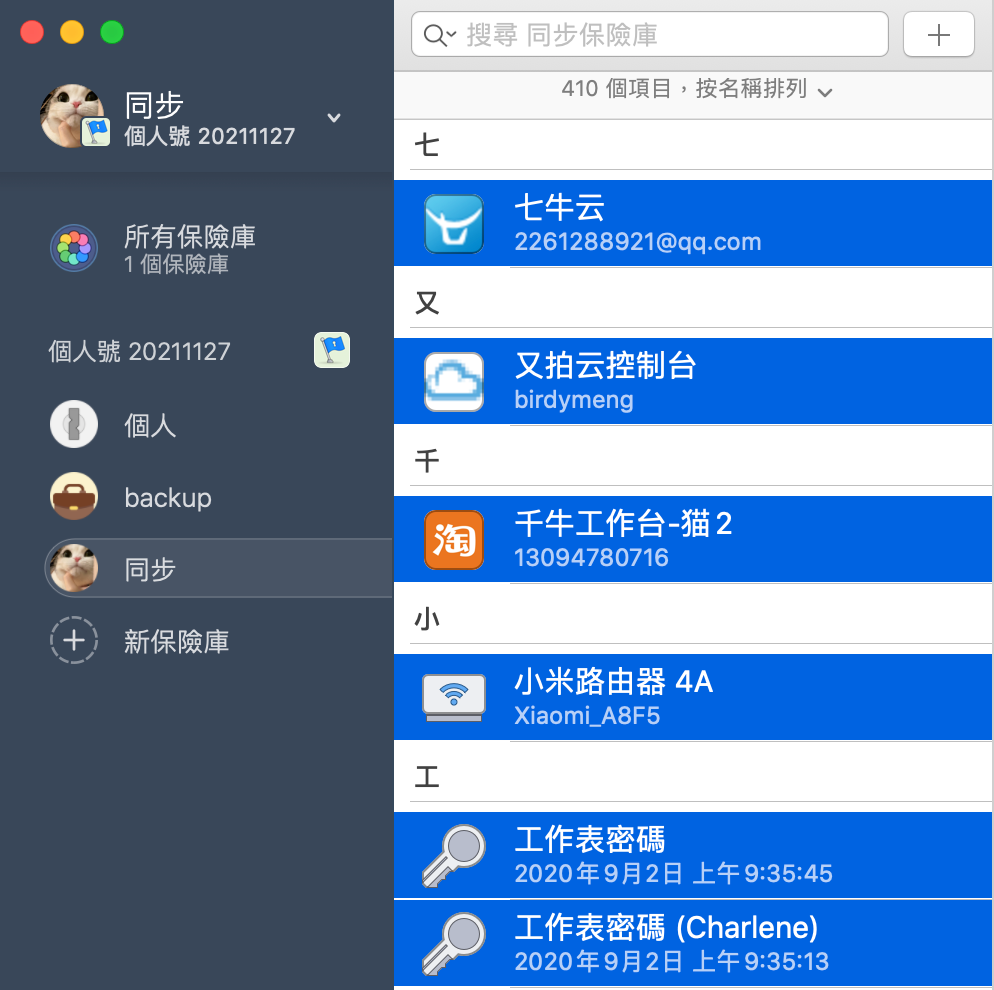 同步
個人號 20211127
所有保險庫
1 個保險庫
個人號 20211127
個人
backup
同步
新保險庫
搜尋 同步保險庫
410 個項目，按名稱排列
七
七牛云
2261288921@qq.com
又
又拍云控制台
birdymeng
千
千牛工作台-猫2
淘
13094780716
小
小米路由器 4A
Xiaomi_A8F5
工
工作表密碼
2020年9月2日 上午9:35:45
工作表密碼 (Charlene)
2020年9月2日 上午9:35:13